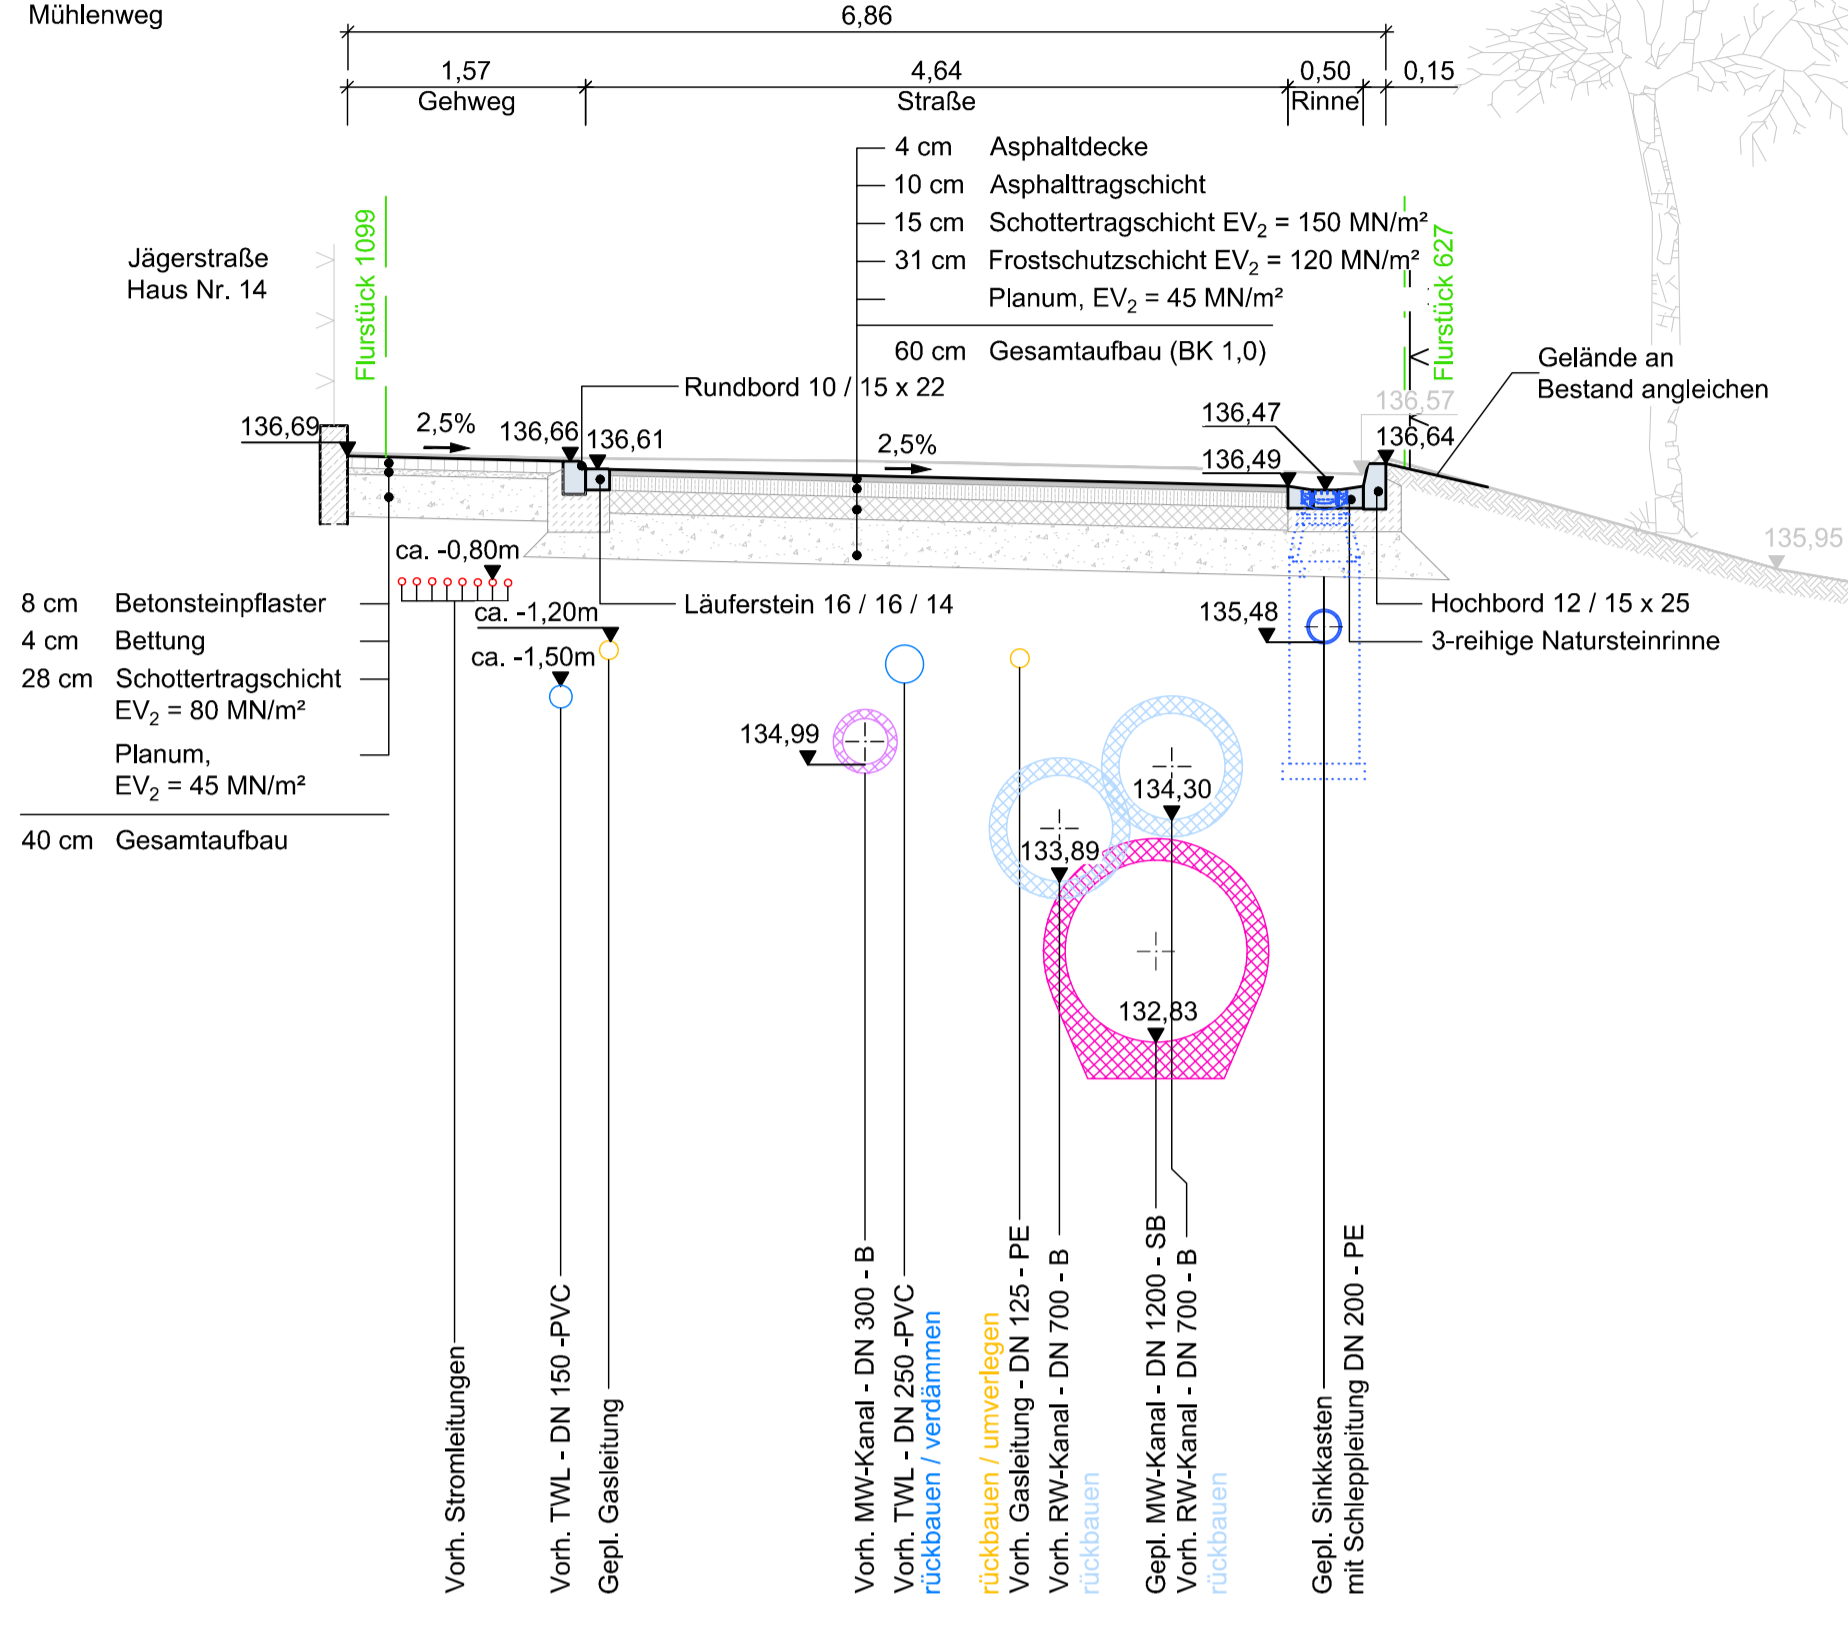 Mühlenweg
6,86
1,57
4,64
0,50
0,15
Gehweg
Straße
Rinne
4 cm Asphaltdecke
10 cm Asphalttragschicht
15 cm Schottertragschicht EV₂ = 150 MN/m²
31 cm Frostschutzschicht EV₂ = 120 MN/m²
Planum, EV₂ = 45 MN/m²
60 cm Gesamtaufbau (BK 1,0)
Jägerstraße
Haus Nr. 14
Flurstück 1099
Flurstück 627
Gelände an
Bestand angleichen
Rundbord 10 / 15 x 22
136,69
2,5%
136,66
136,61
2,5%
136,47
136,49
136,57
136,64
135,95
ca. -0,80m
ca. -1,20m
ca. -1,50m
Läuferstein 16 / 16 / 14
135,48
Hochbord 12 / 15 x 25
3-reihige Natursteinrinne
8 cm Betonsteinpflaster
4 cm Bettung
28 cm Schottertragschicht
EV₂ = 80 MN/m²
Planum,
EV₂ = 45 MN/m²
40 cm Gesamtaufbau
134,99
134,30
133,89
132,83
Vorh. Stromleitungen
Vorh. TWL - DN 150 -PVC
Gepl. Gasleitung
Vorh. MW-Kanal - DN 300 - B
Vorh. TWL - DN 250 -PVC
rückbauen / verdämmen
rückbauen / umverlegen
Vorh. Gasleitung - DN 125 - PE
Vorh. RW-Kanal - DN 700 - B
rückbauen
Gepl. MW-Kanal - DN 1200 - SB
Vorh. RW-Kanal - DN 700 - B
rückbauen
Gepl. Sinkkasten
mit Schleppleitung DN 200 - PE